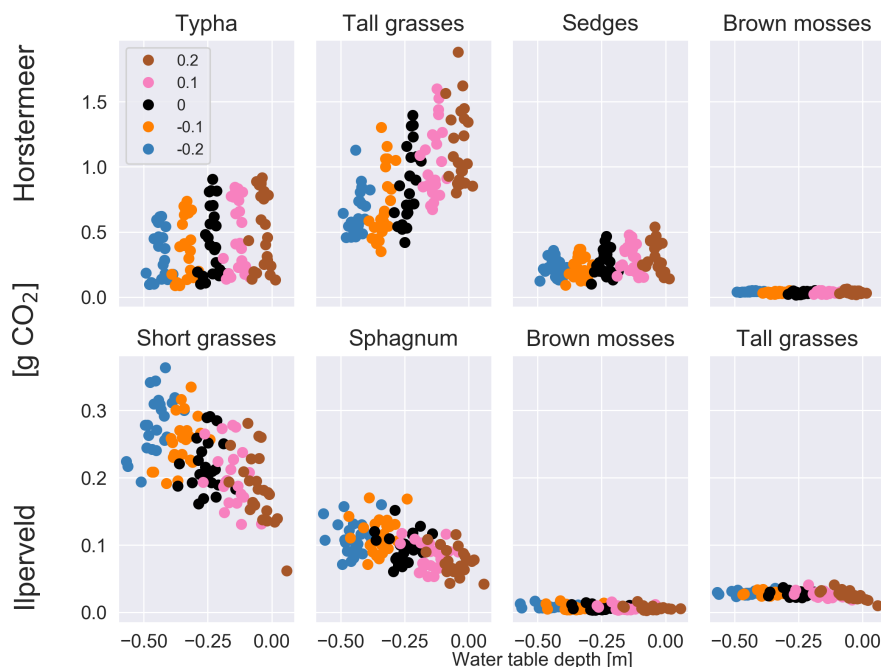 Typha Tall grasses Sedges Brown mosses
Horstermeer
0.2
0.1
0
-0.1
-0.2
1.5
1.0
0.5
0.0
[g CO₂]
Short grasses Sphagnum Brown mosses Tall grasses
Ilperveld
0.3
0.2
0.1
0.0
−0.50 −0.25 0.00 −0.50 −0.25 0.00 −0.50 −0.25 0.00 −0.50 −0.25 0.00
Water table depth [m]